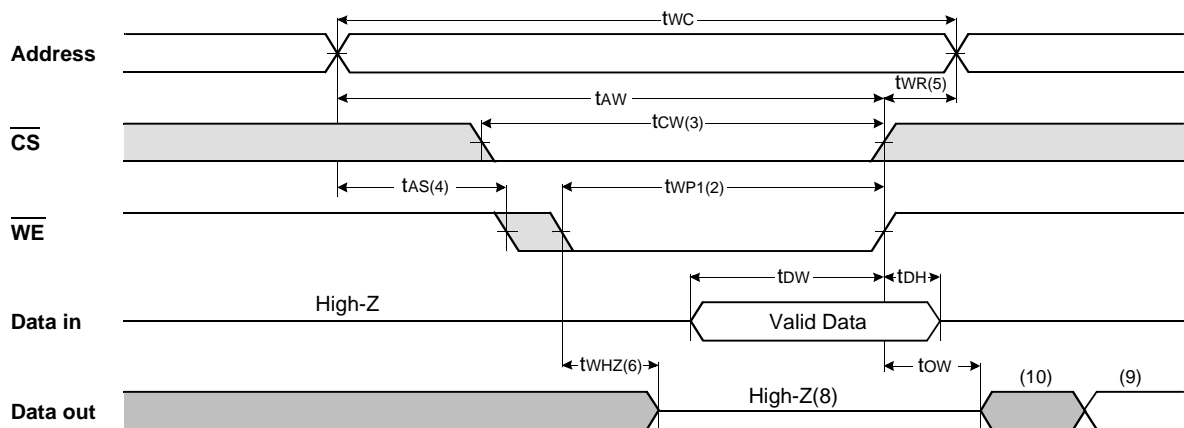 tWC
Address
tWR(5)
tAW
tCW(3)
CS
tAS(4)
tWP1(2)
WE
tDW
tDH
High-Z
Data in
Valid Data
tWHZ(6)
tOW
(10)
(9)
High-Z(8)
Data out